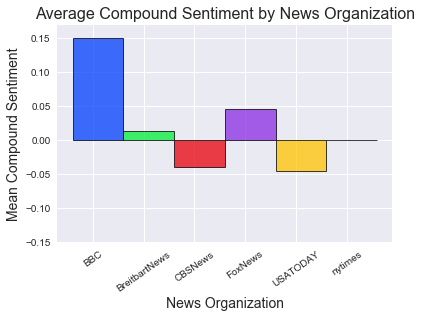 Average Compound Sentiment by News Organization
0.15
0.10
0.05
0.00
−0.05
−0.10
−0.15
Mean Compound Sentiment
BBC
BreitbartNews
CBSNews
FoxNews
USATODAY
nytimes
News Organization